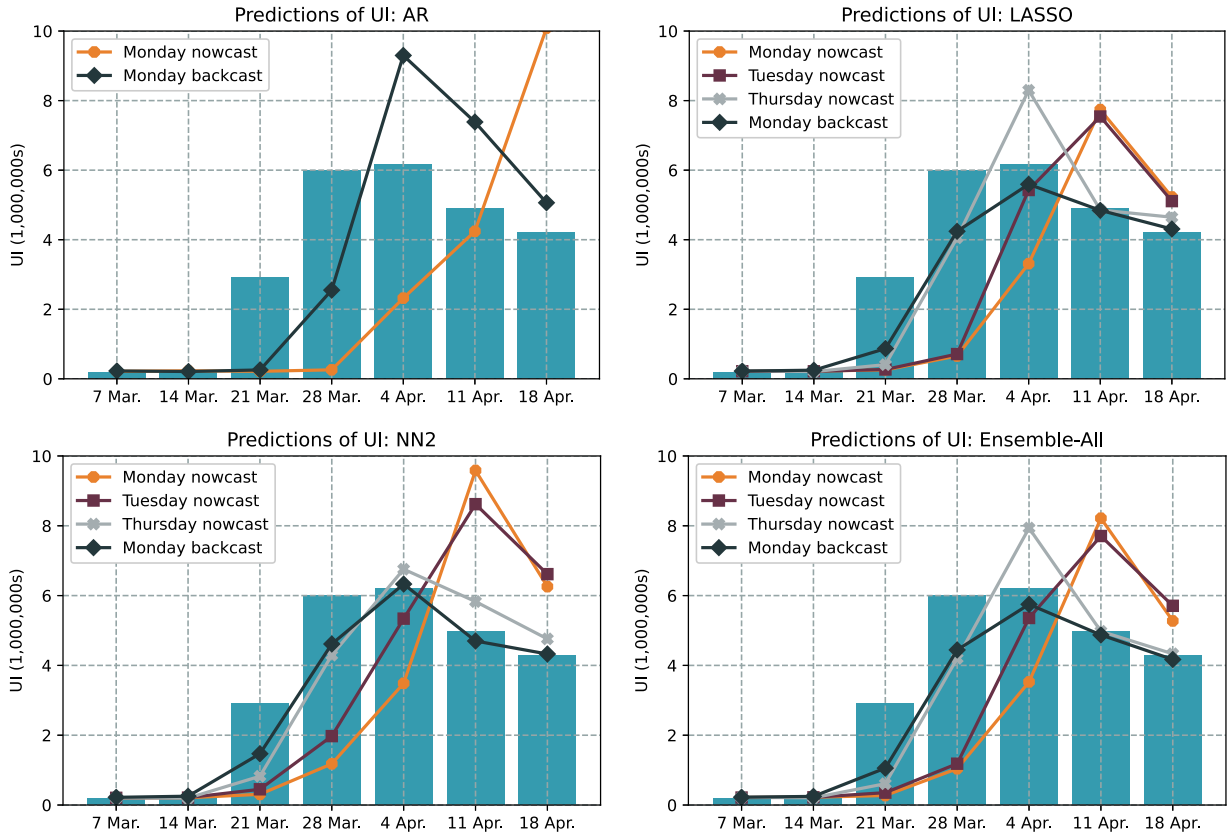 Predictions of UI: AR
10
8
6
4
2
0
UI (1,000,000s)
Monday nowcast
Monday backcast
7 Mar. 14 Mar. 21 Mar. 28 Mar. 4 Apr. 11 Apr. 18 Apr.
Predictions of UI: LASSO
10
8
6
4
2
0
UI (1,000,000s)
Monday nowcast
Tuesday nowcast
Thursday nowcast
Monday backcast
7 Mar. 14 Mar. 21 Mar. 28 Mar. 4 Apr. 11 Apr. 18 Apr.
Predictions of UI: NN2
10
8
6
4
2
0
UI (1,000,000s)
Monday nowcast
Tuesday nowcast
Thursday nowcast
Monday backcast
7 Mar. 14 Mar. 21 Mar. 28 Mar. 4 Apr. 11 Apr. 18 Apr.
Predictions of UI: Ensemble-All
10
8
6
4
2
0
UI (1,000,000s)
Monday nowcast
Tuesday nowcast
Thursday nowcast
Monday backcast
7 Mar. 14 Mar. 21 Mar. 28 Mar. 4 Apr. 11 Apr. 18 Apr.